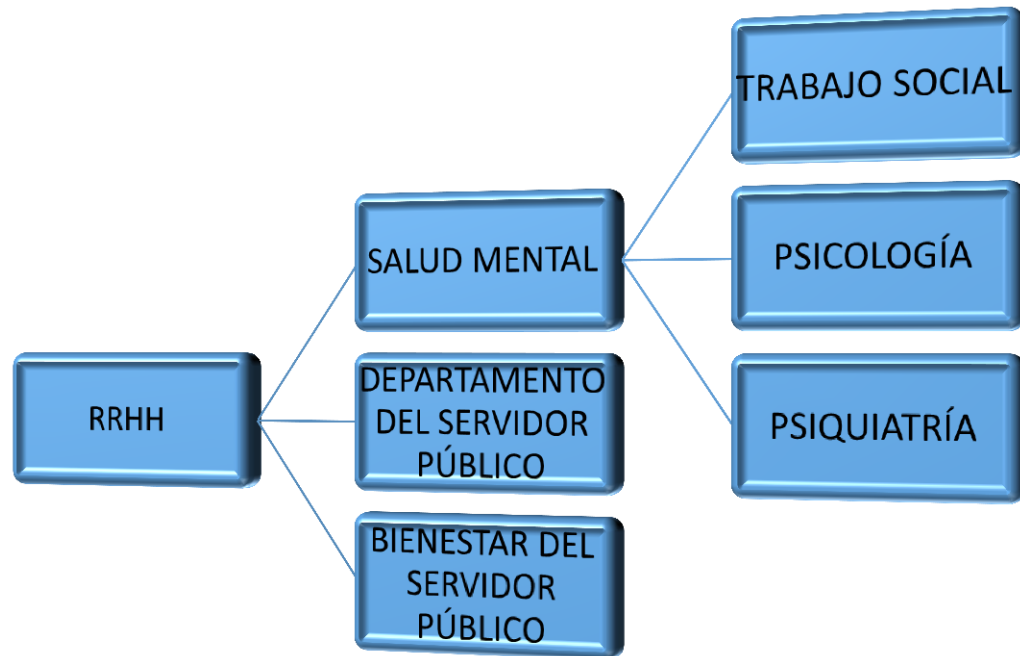 RRHH
SALUD MENTAL
DEPARTAMENTO
DEL SERVIDOR
PÚBLICO
BIENESTAR DEL
SERVIDOR
PÚBLICO
TRABAJO SOCIAL
PSICOLOGÍA
PSIQUIATRÍA